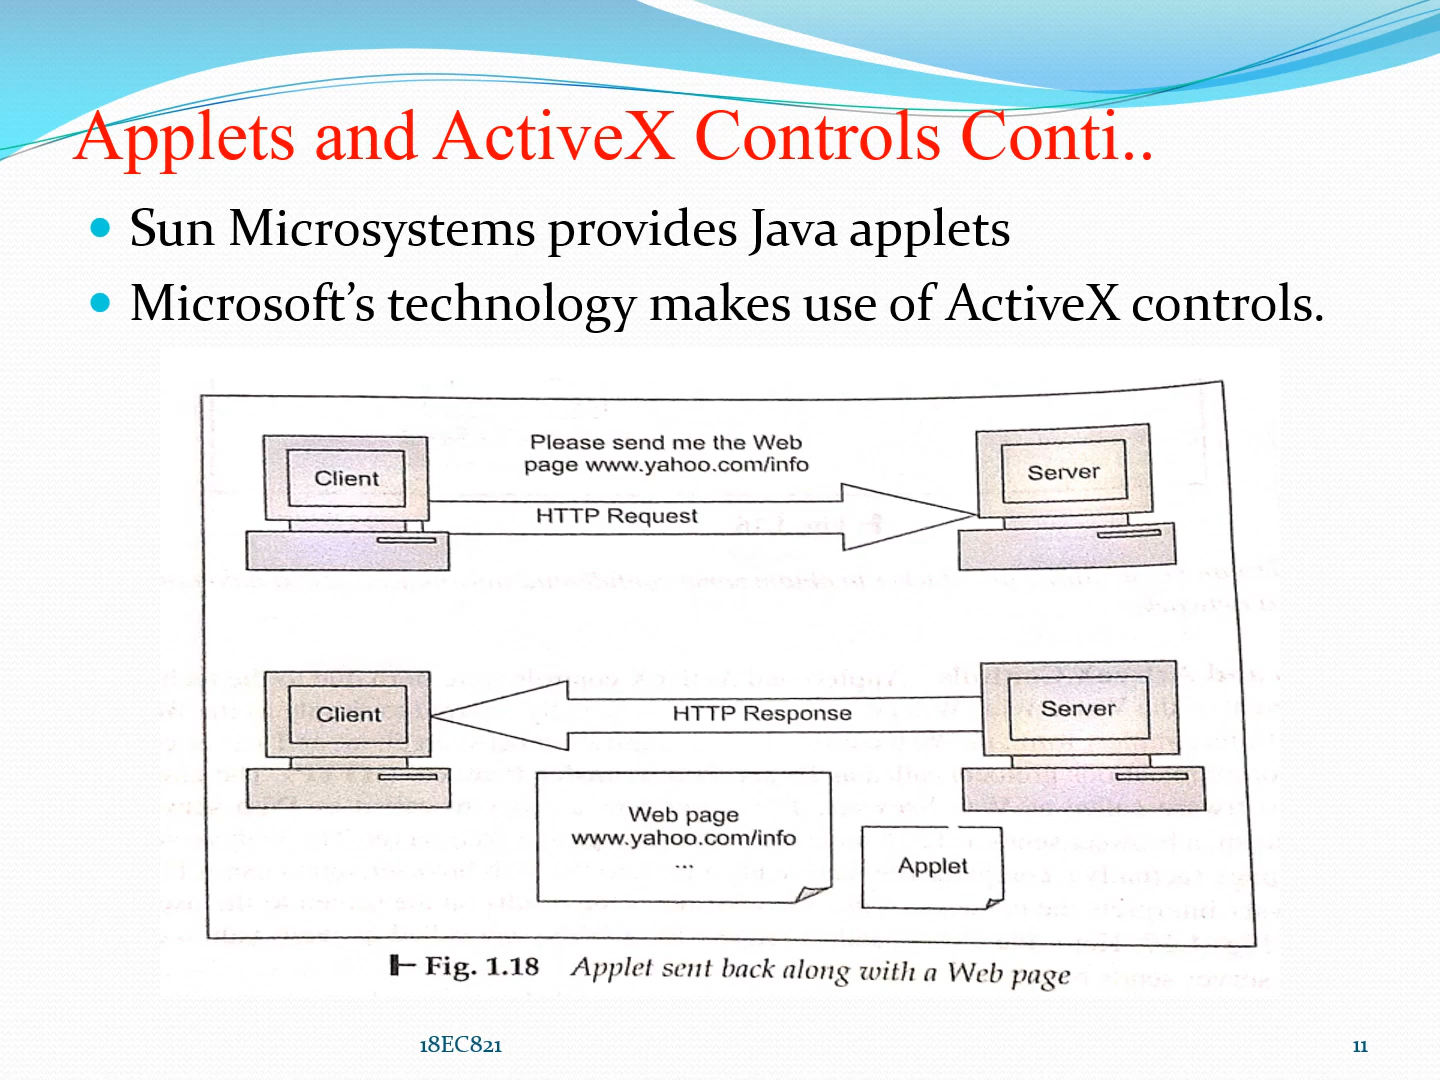 Applets and ActiveX Controls Conti..
Sun Microsystems provides Java applets
Microsoft's technology makes use of ActiveX controls.
Please send me the Web
page www.yahoo.com/info
Client
Server
HTTP Request
Client
HTTP Response
Server
Web page
www.yahoo.com/info
...
Applet
Fig. 1.18 Applet sent back along with a Web page
18EC821
11